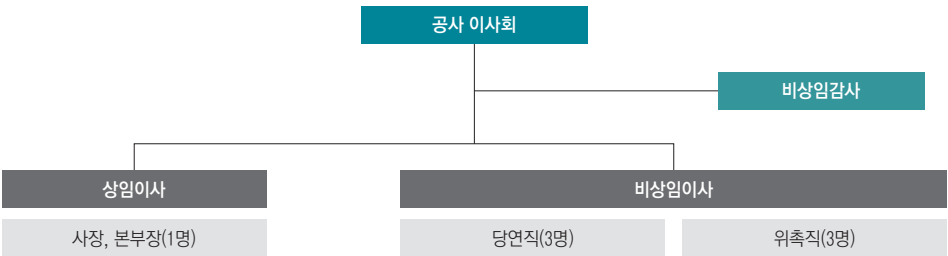 공사 이사회
비상임감사
상임이사
비상임이사
사장, 본부장(1명)
당연직(3명)
위촉직(3명)